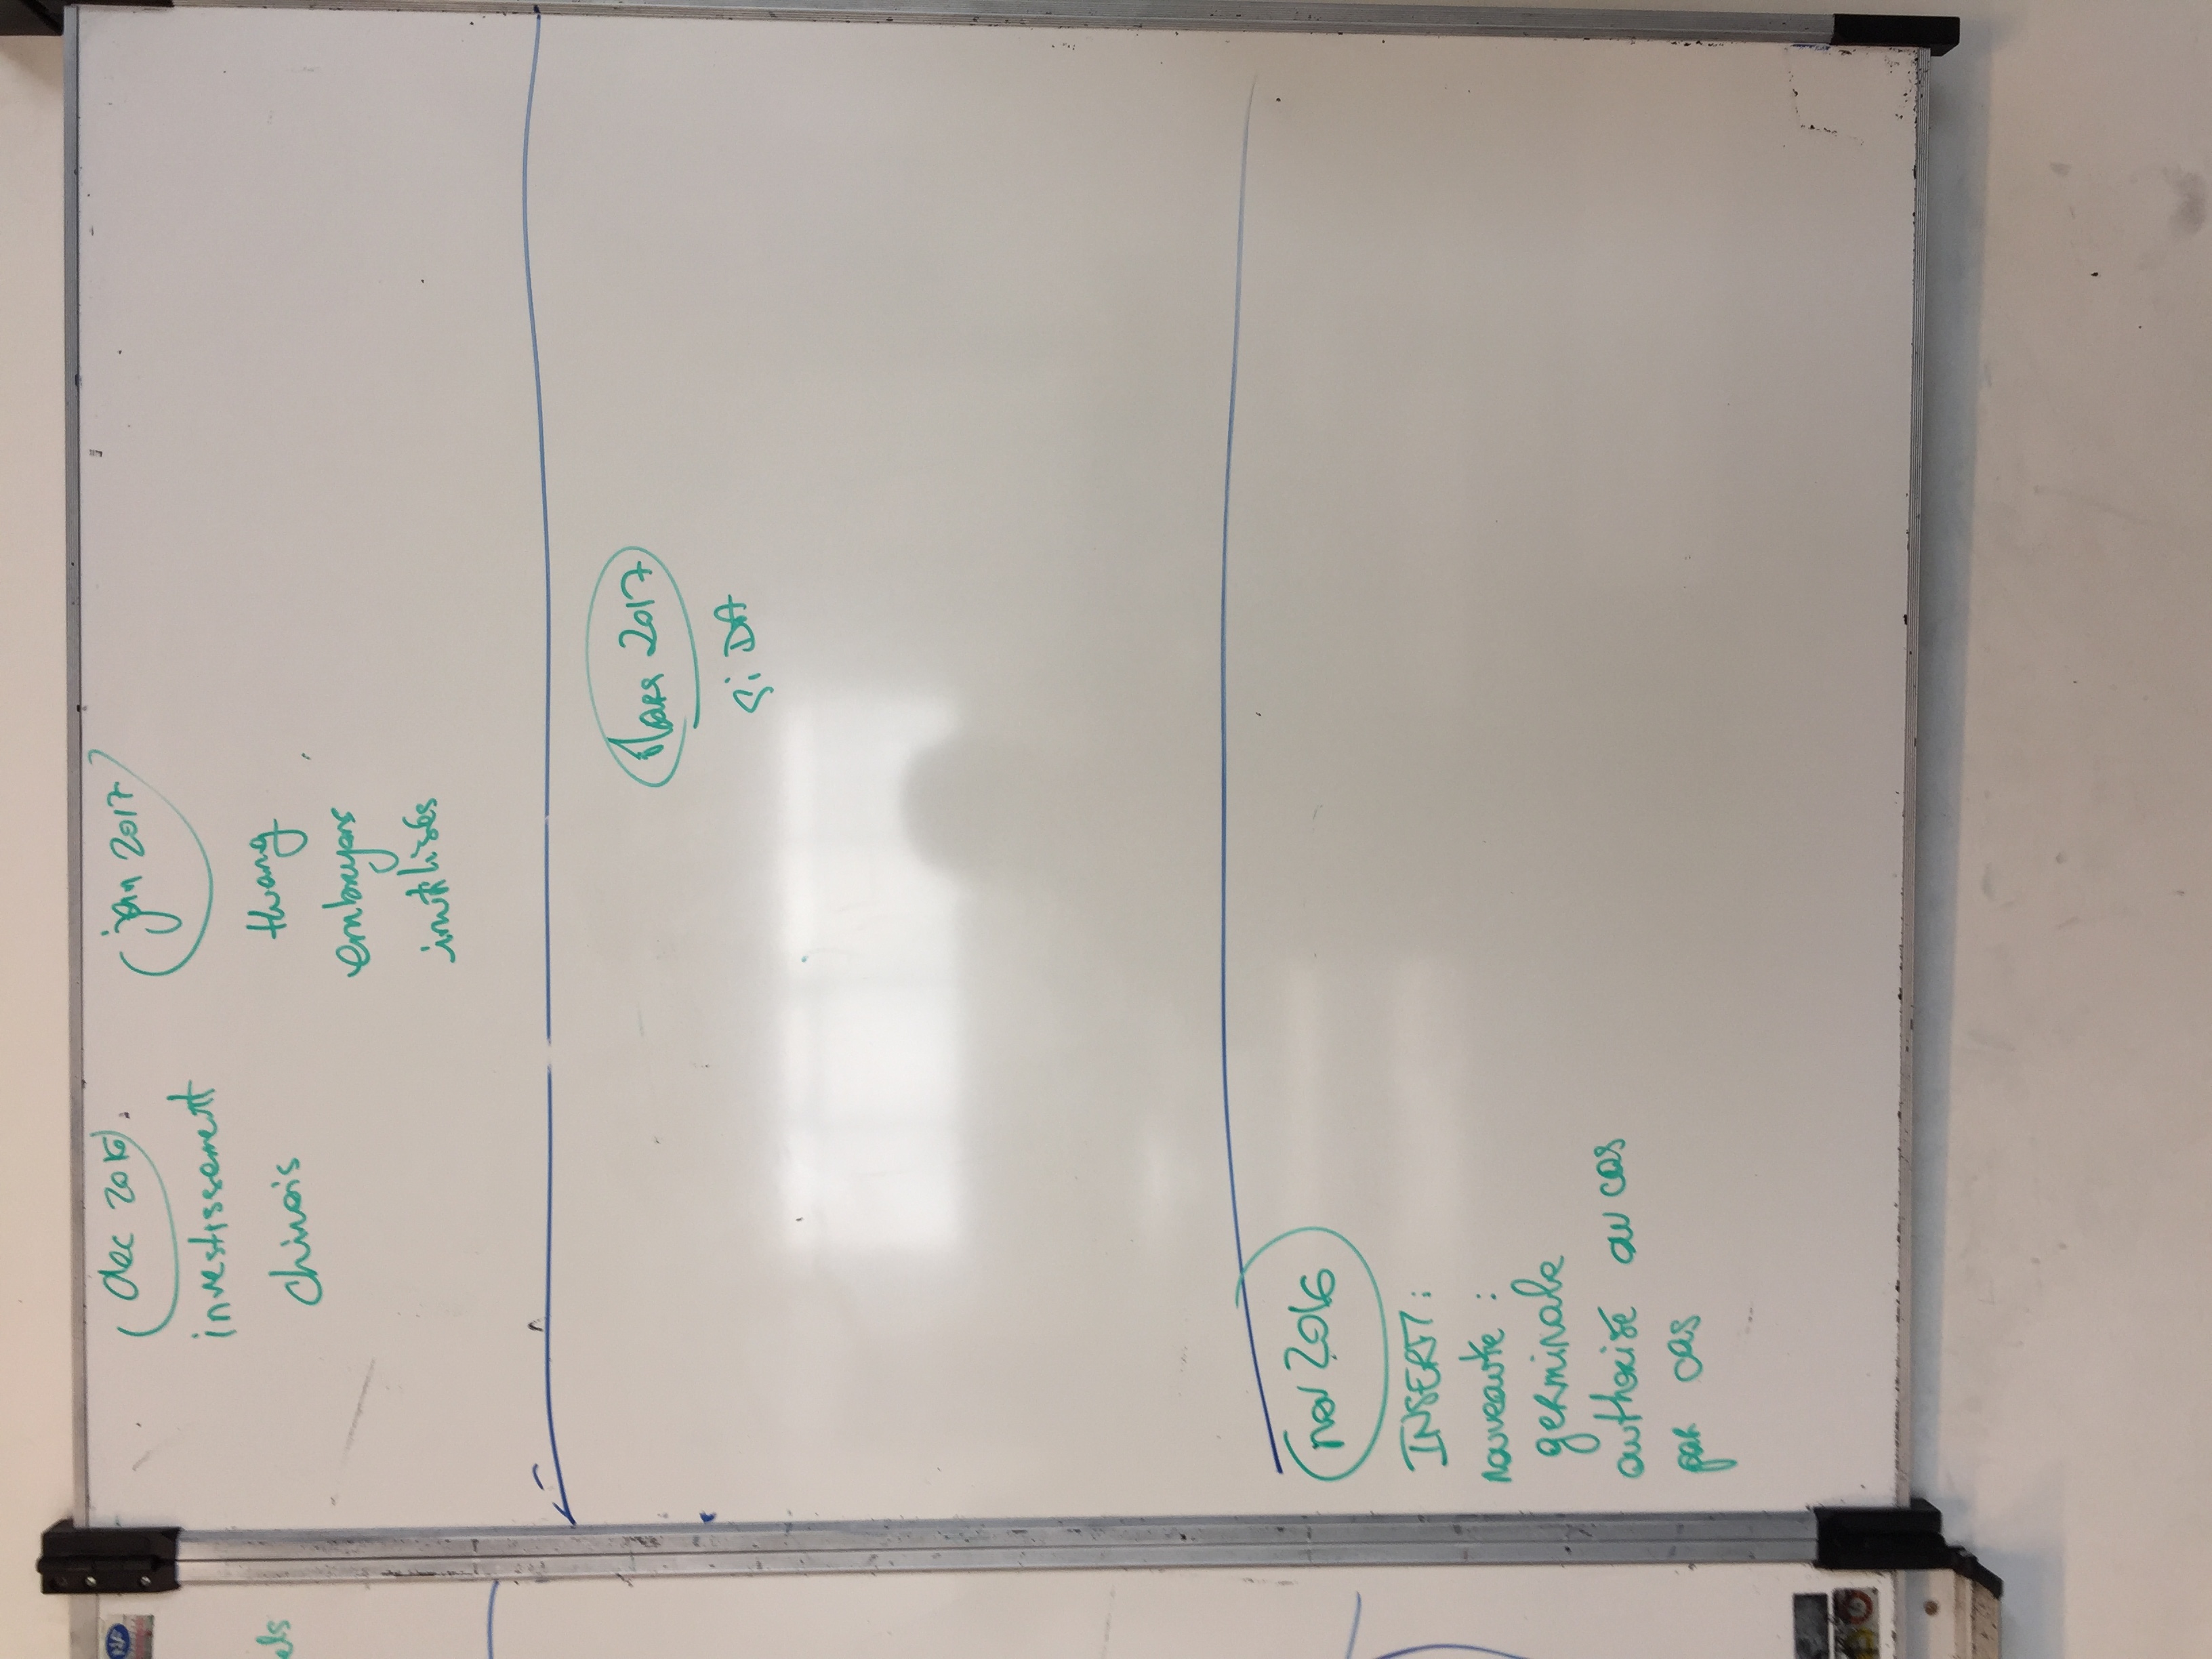 dec 2016
investissement
chinois
jan 2017
embryons
inutilisés
els
Mars 2017
SiDA
nov 2016
INSERM :
nouveauté :
germinale
authorisé au cas
par cas
NF